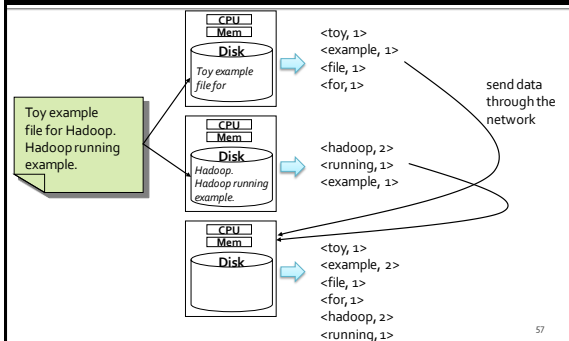 Toy example
file for Hadoop.
Hadoop running
example.
CPU
Mem
Disk
Toy example
file for
<toy, 1>
<example, 1>
<file, 1>
<for, 1>
send data
through the
network
CPU
Mem
Disk
Hadoop.
Hadoop running
example.
<hadoop, 2>
<running, 1>
<example, 1>
CPU
Mem
Disk
<toy, 1>
<example, 2>
<file, 1>
<for, 1>
<hadoop, 2>
<running, 1>
57